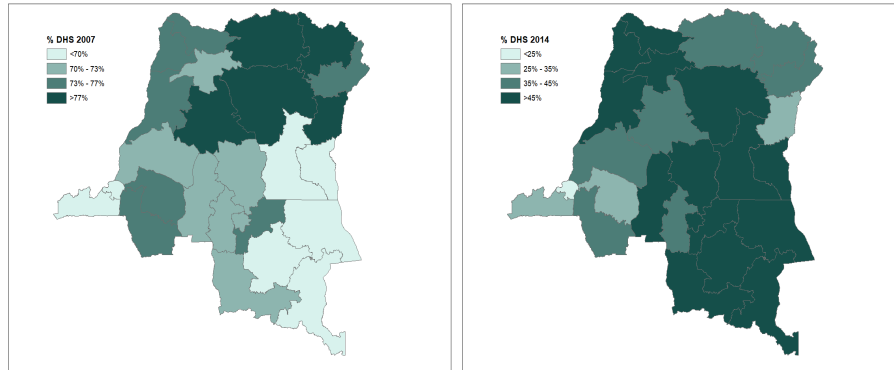 % DHS 2007
<70%
70% - 73%
73% - 77%
>77%
% DHS 2014
<25%
25% - 35%
35% - 45%
>45%